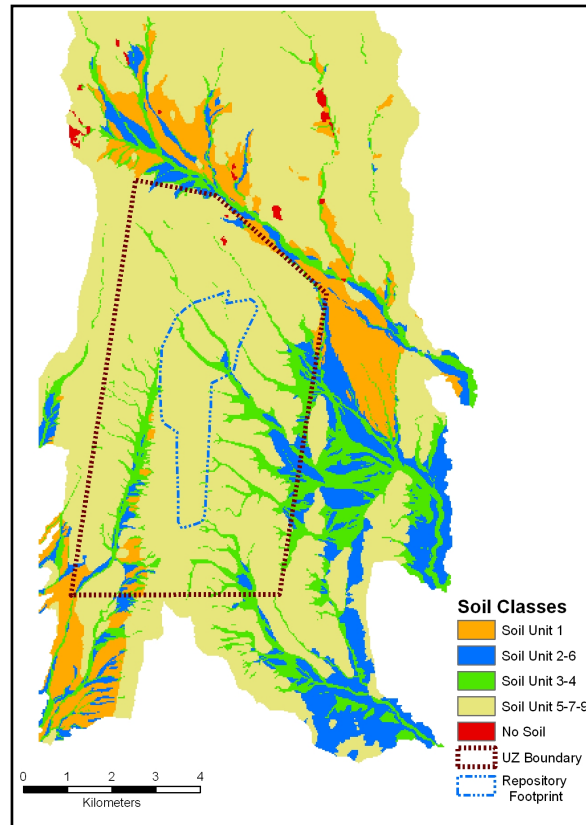 Soil Classes
Soil Unit 1
Soil Unit 2-6
Soil Unit 3-4
Soil Unit 5-7-9
No Soil
UZ Boundary
Repository
Footprint
0 1 2 3 4
Kilometers